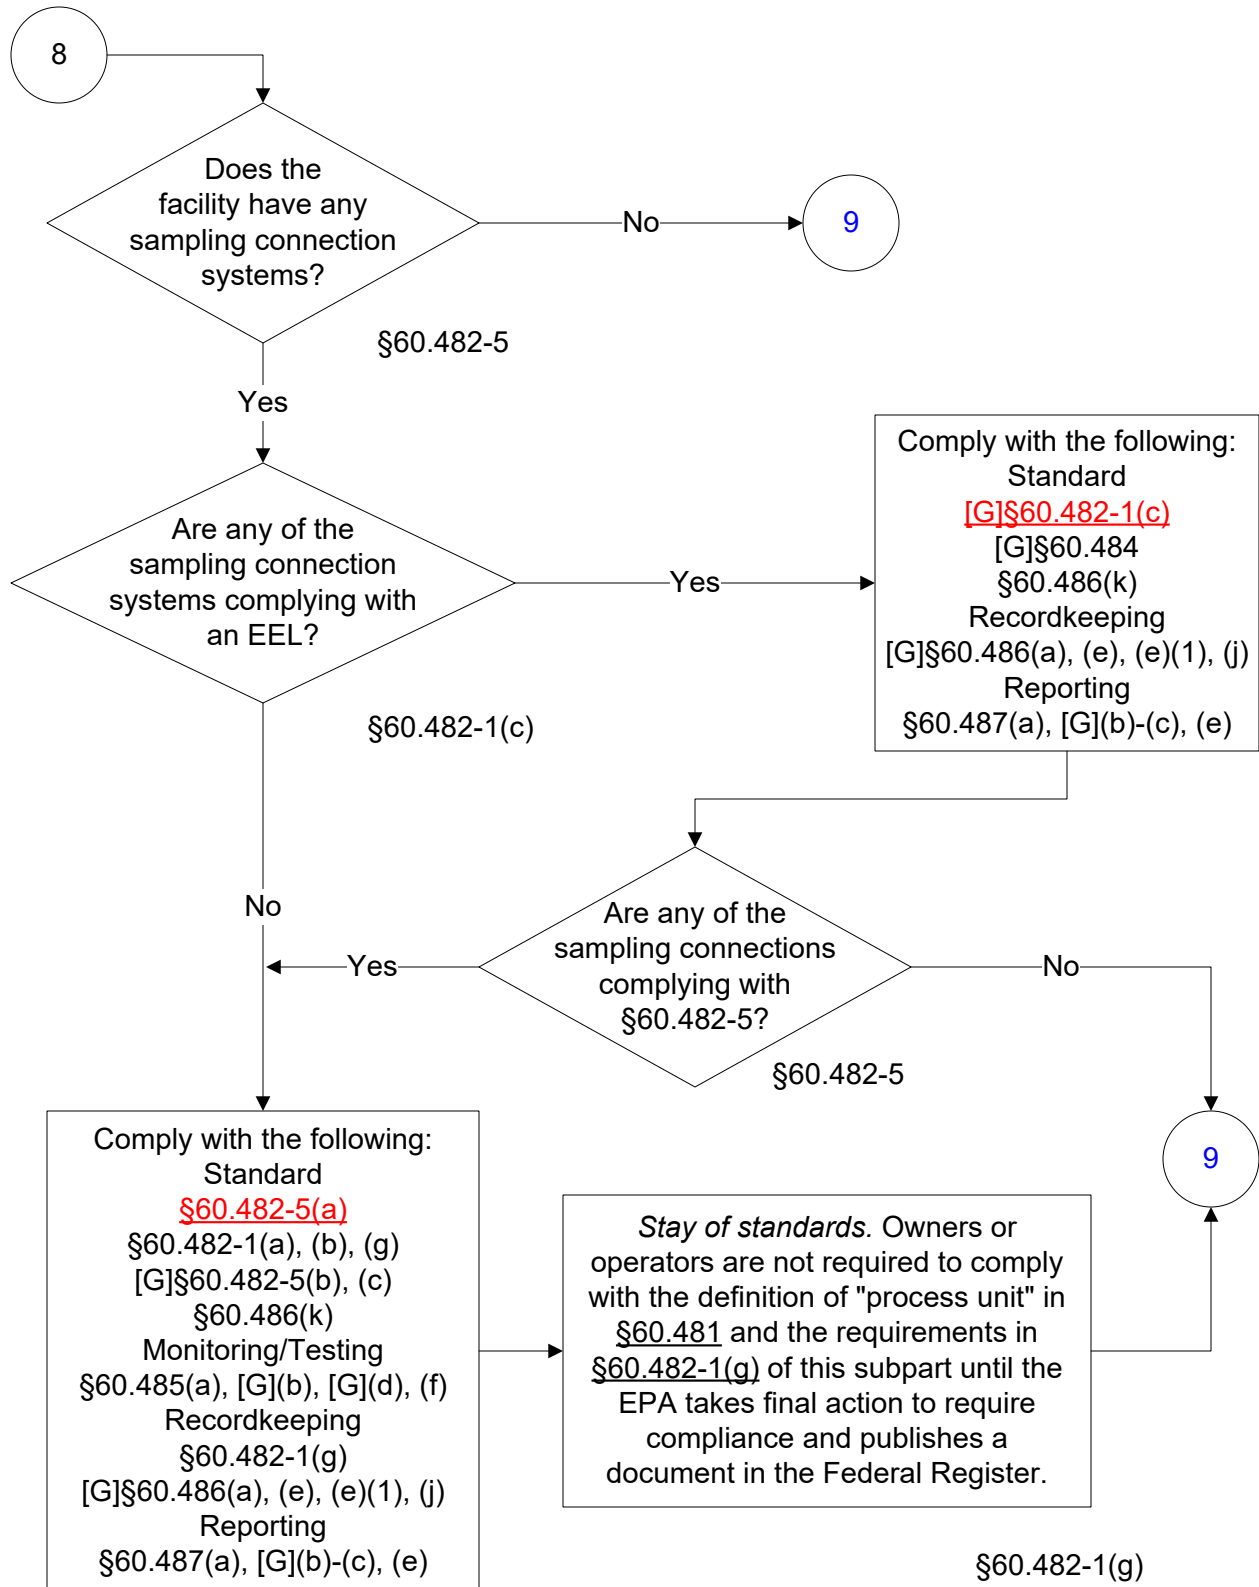 8
Does the
facility have any
sampling connection
systems?
No
9
§60.482-5
Yes
Are any of the
sampling connection
systems complying with
an EEL?
Yes
§60.482-1(c)
Comply with the following:
Standard
[G]§60.482-1(c)
[G]§60.484
§60.486(k)
Recordkeeping
[G]§60.486(a), (e), (e)(1), (j)
Reporting
§60.487(a), [G](b)-(c), (e)
No
Are any of the
sampling connections
complying with
§60.482-5?
Yes
No
§60.482-5
9
Comply with the following:
Standard
§60.482-5(a)
§60.482-1(a), (b), (g)
[G]§60.482-5(b), (c)
§60.486(k)
Monitoring/Testing
§60.485(a), [G](b), [G](d), (f)
Recordkeeping
§60.482-1(g)
[G]§60.486(a), (e), (e)(1), (j)
Reporting
§60.487(a), [G](b)-(c), (e)
Stay of standards. Owners or
operators are not required to comply
with the definition of "process unit" in
§60.481 and the requirements in
§60.482-1(g) of this subpart until the
EPA takes final action to require
compliance and publishes a
document in the Federal Register.
§60.482-1(g)